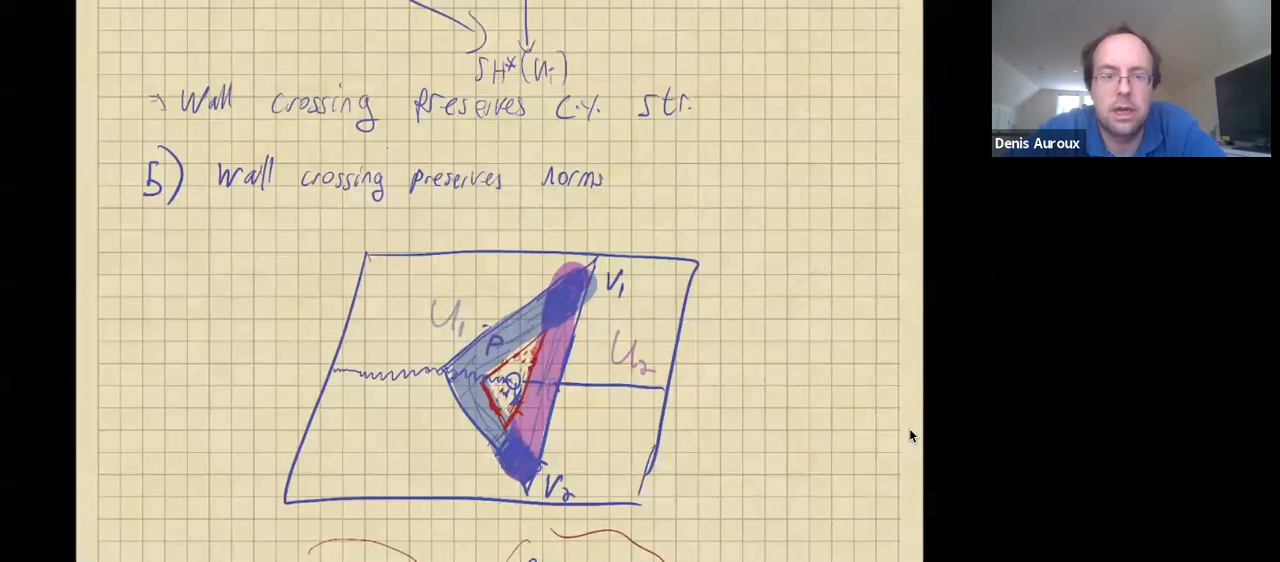 SH*(U₁)
⇒ Wall crossing preserves C.Y. str.
Denis Auroux
5) Wall crossing preserves norms
V₁
U₁
P
U₂
V₂